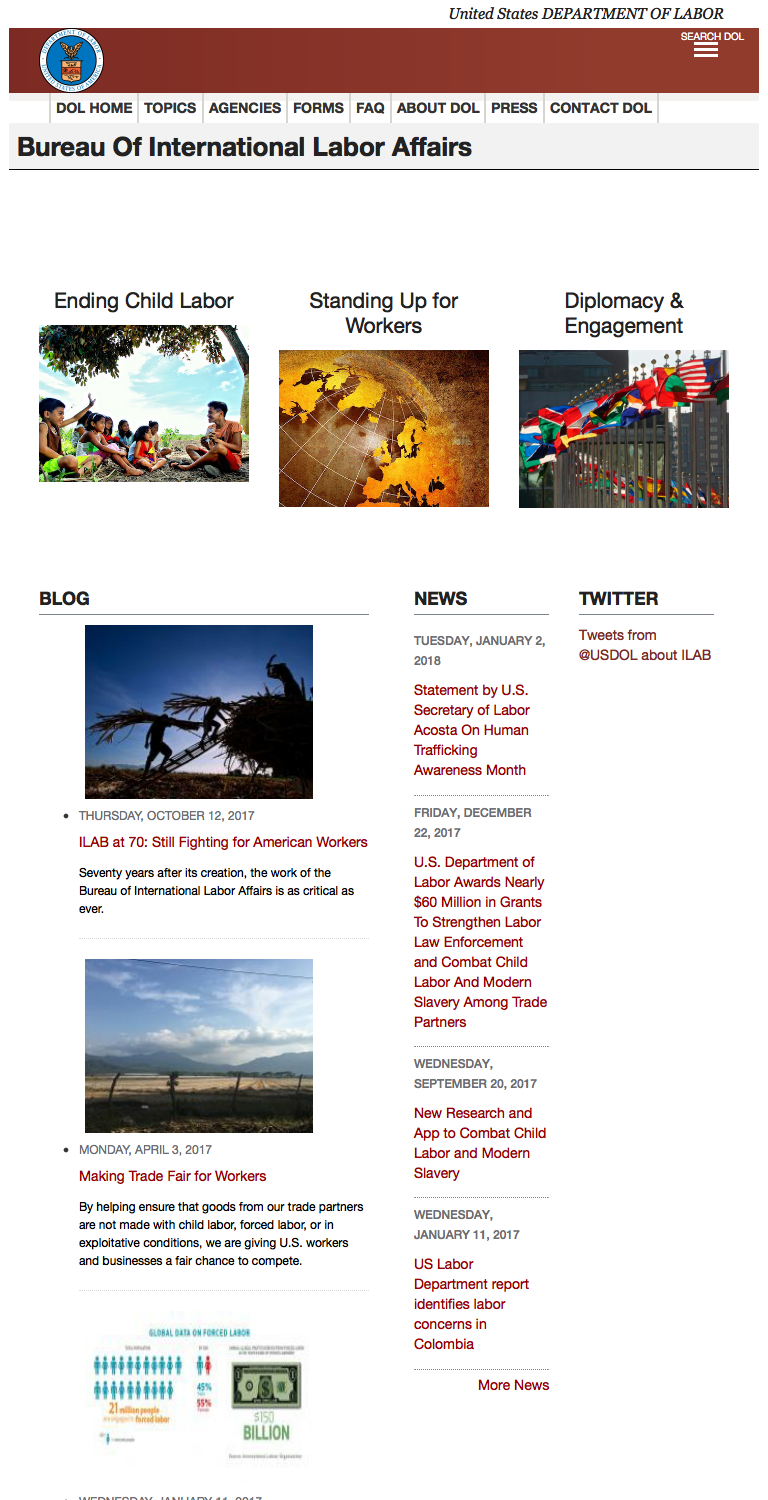 United States DEPARTMENT OF LABOR
SEARCH DOL
DOL HOME
TOPICS
AGENCIES
FORMS
FAQ
ABOUT DOL
PRESS
CONTACT DOL
Bureau Of International Labor Affairs
Ending Child Labor
Standing Up for
Workers
Diplomacy &
Engagement
BLOG
THURSDAY, OCTOBER 12, 2017
ILAB at 70: Still Fighting for American Workers
Seventy years after its creation, the work of the
Bureau of International Labor Affairs is as critical as
ever.
MONDAY, APRIL 3, 2017
Making Trade Fair for Workers
By helping ensure that goods from our trade partners
are not made with child labor, forced labor, or in
exploitative conditions, we are giving U.S. workers
and businesses a fair chance to compete.
GLOBAL DATA ON FORCED LABOR
45%
55%
21 million people
are engaged in forced labor
$150
BILLION
WEDNESDAY, JANUARY 11, 2017
NEWS
TUESDAY, JANUARY 2,
2018
Statement by U.S.
Secretary of Labor
Acosta On Human
Trafficking
Awareness Month
FRIDAY, DECEMBER
22, 2017
U.S. Department of
Labor Awards Nearly
$60 Million in Grants
To Strengthen Labor
Law Enforcement
and Combat Child
Labor And Modern
Slavery Among Trade
Partners
WEDNESDAY,
SEPTEMBER 20, 2017
New Research and
App to Combat Child
Labor and Modern
Slavery
WEDNESDAY,
JANUARY 11, 2017
US Labor
Department report
identifies labor
concerns in
Colombia
More News
TWITTER
Tweets from
@USDOL about ILAB